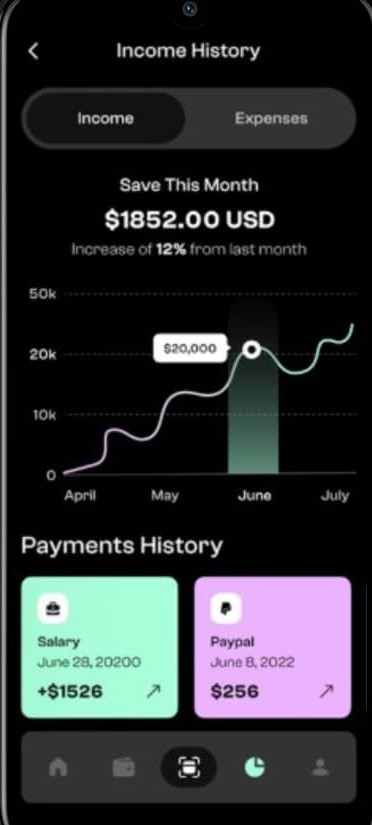 Income History
Income
Expenses
Save This Month
$1852.00 USD
Increase of 12% from last month
50k
20k
$20,000
10k
0
April
May
June
July
Payments History
Salary
June 28, 20200
+$1526
Paypal
June 8, 2022
$256